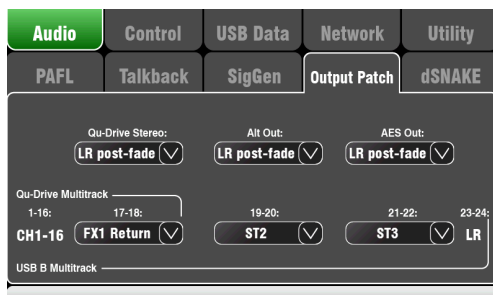 Audio Control USB Data Network Utility
PAFL Talkback SigGen Output Patch dSNAKE
Qu-Drive Stereo: Alt Out: AES Out:
LR post-fade LR post-fade LR post-fade
Qu-Drive Multitrack
1-16: 17-18: 19-20: 21-22: 23-24:
CH1-16 FX1 Return ST2 ST3 LR
USB B Multitrack